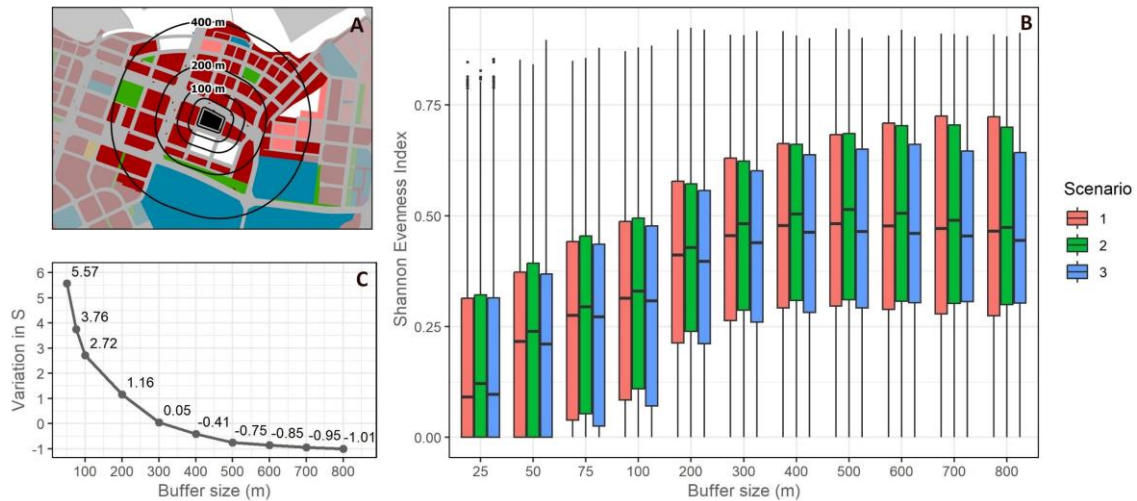 A
400 m
200 m
100 m
B
Shannon Evenness Index
0.75
0.50
0.25
0.00
25 50 75 100 200 300 400 500 600 700 800
Buffer size (m)
Scenario
1
2
3
C
Variation in S
6
5
4
3
2
1
0
-1
5.57
3.76
2.72
1.16
0.05
-0.41
-0.75
-0.85
-0.95
-1.01
100 200 300 400 500 600 700 800
Buffer size (m)